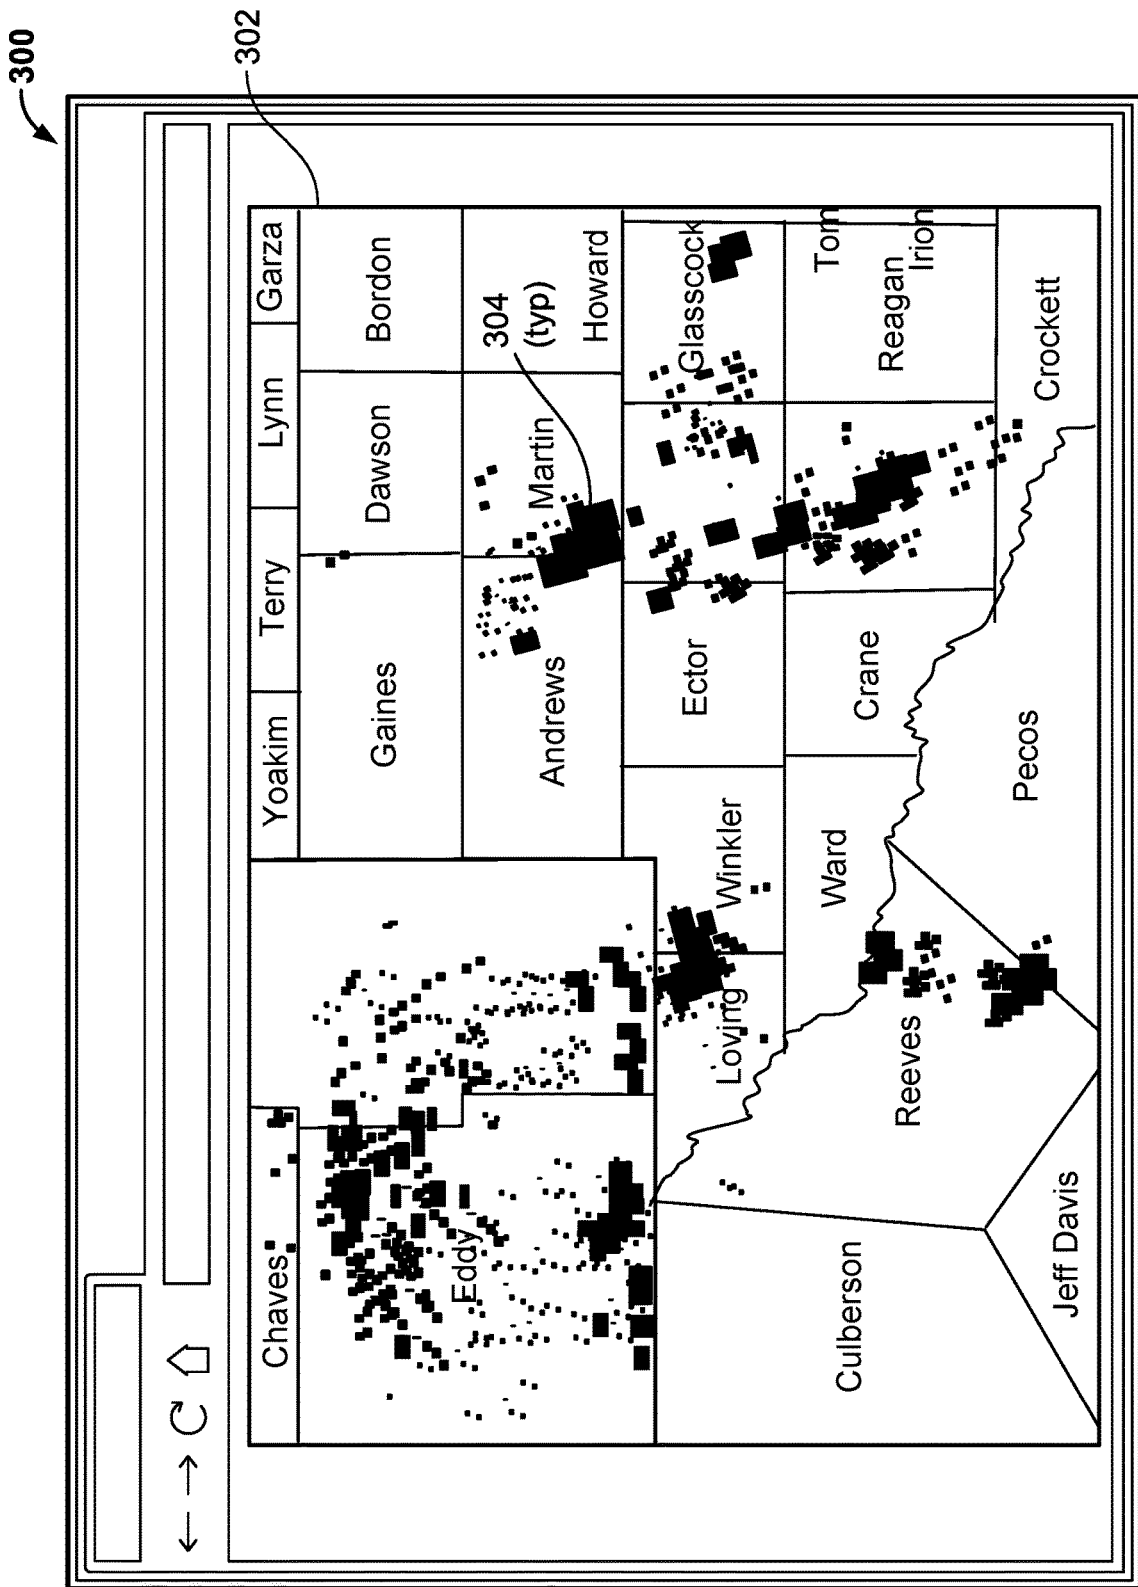 300
302
Chaves
Yoakim
Terry
Lynn
Garza
Gaines
Dawson
Bordon
Eddy
Andrews
Martin
304
(typ)
Howard
Loving
Winkler
Ector
Glasscock
Culberson
Reeves
Ward
Crane
Reagan
Tom
Irion
Jeff Davis
Pecos
Crockett